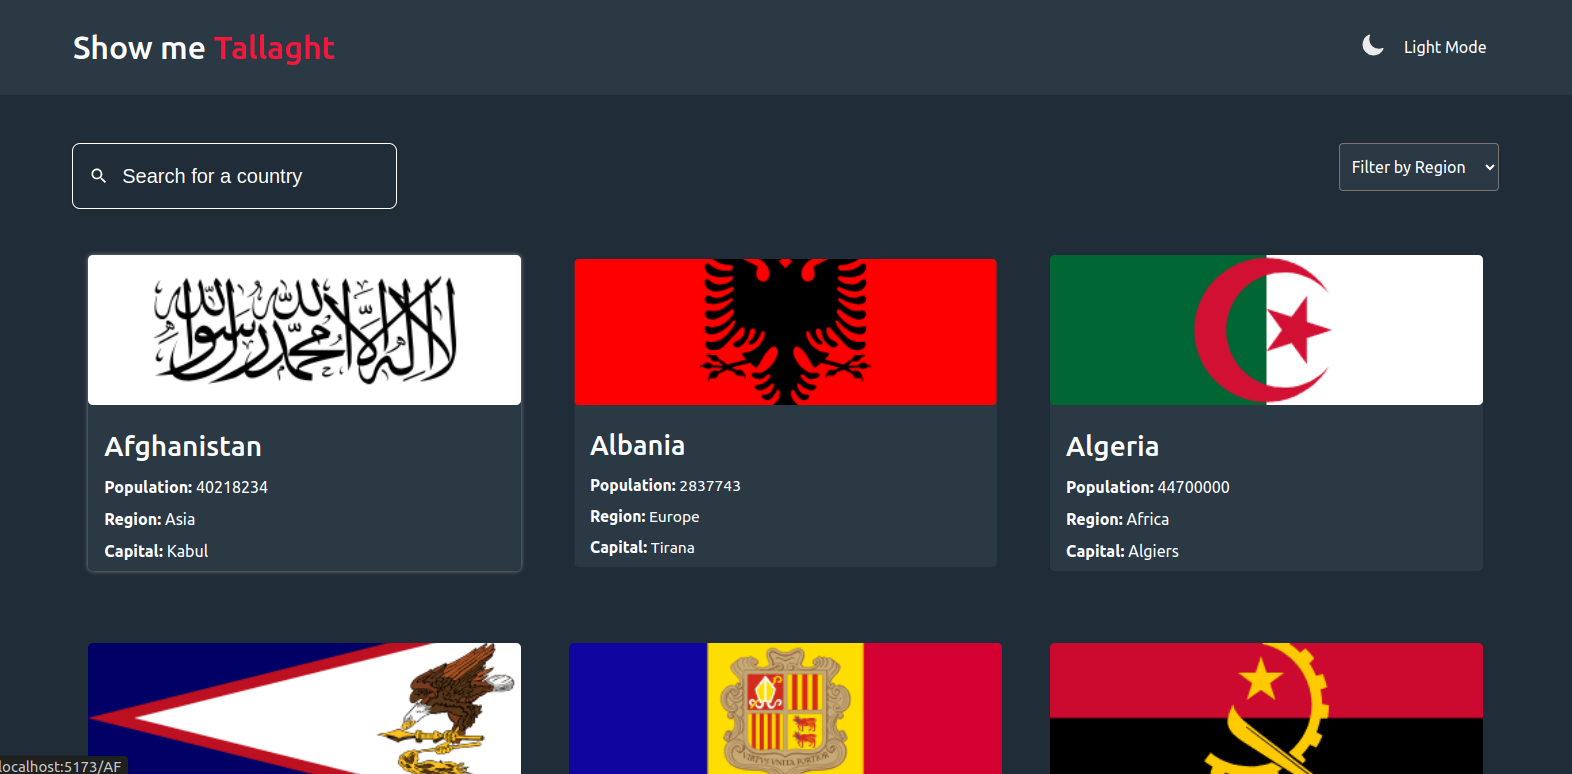 Show me Tallaght
Light Mode
Search for a country
Filter by Region
لا إله إلا الله محمد رسول الله
Afghanistan
Population: 40218234
Region: Asia
Capital: Kabul
Albania
Population: 2837743
Region: Europe
Capital: Tirana
Algeria
Population: 44700000
Region: Africa
Capital: Algiers
VIRTVS VNITA FORTIOR
localhost:5173/AF